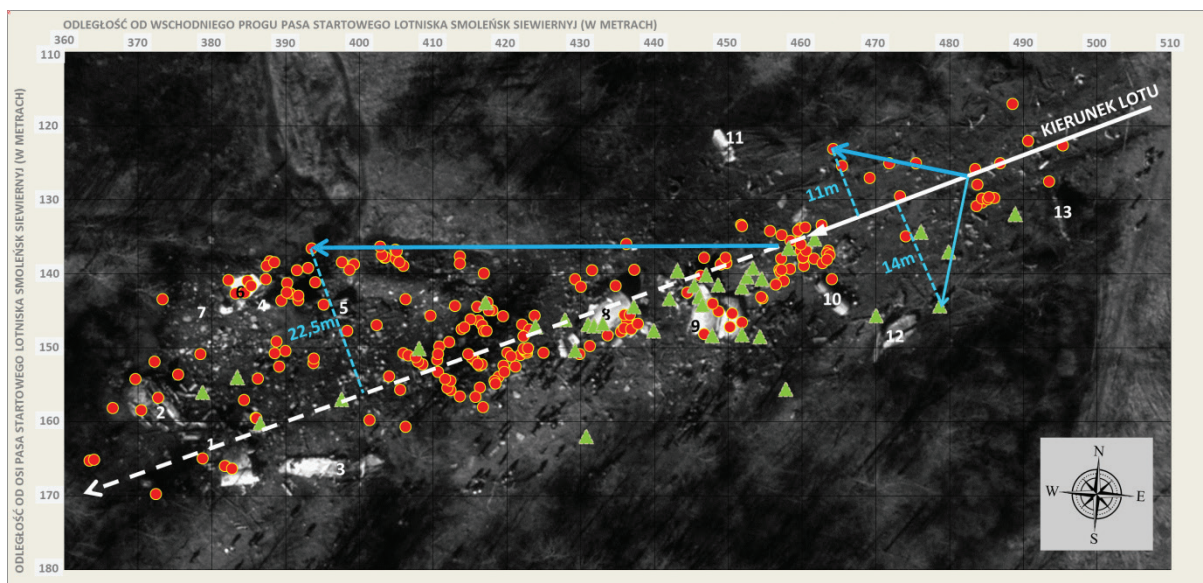 ODLEGŁOŚĆ OD WSCHODNIEGO PROGU PASA STARTOWEGO LOTNISKA SMOLEŃSK SIEWIERNYJ (W METRACH)
360 380 390 400 410 420 430 440 450 460 470 480 490 500 510
ODLEGŁOŚĆ OD OSI PASA STARTOWEGO LOTNISKA SMOLEŃSK SIEWIERNYJ (W METRACH)
110
120
130
140
150
160
170
180
KIERUNEK LOTU
11
11m
13
14m
6
7
4
5
10
8
9
12
22,5m
2
1
3
N
W
E
S